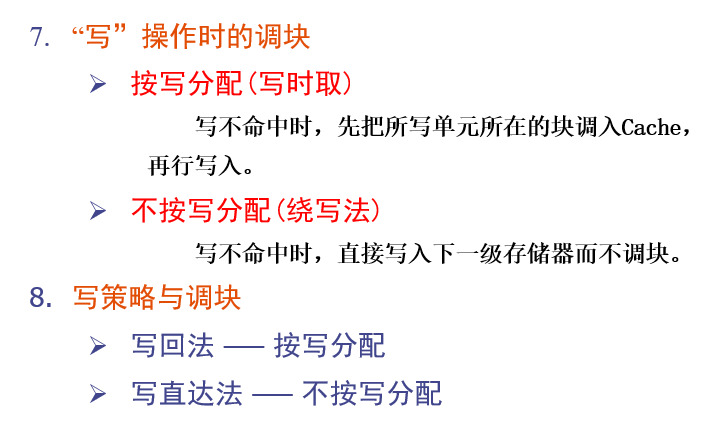 7. “写”操作时的调块
➢ 按写分配(写时取)
写不命中时，先把所写单元所在的块调入Cache，
再行写入。
➢ 不按写分配(绕写法)
写不命中时，直接写入下一级存储器而不调块。
8. 写策略与调块
➢ 写回法 —— 按写分配
➢ 写直达法 —— 不按写分配